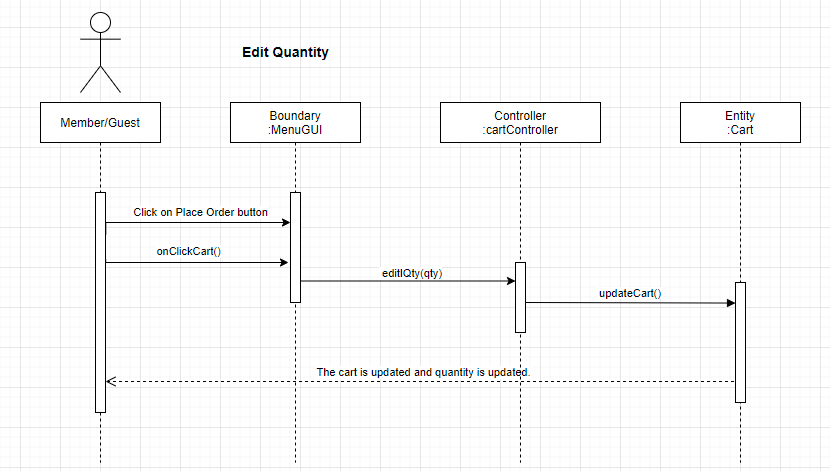 Edit Quantity
Member/Guest
Boundary
:MenuGUI
Controller
:cartController
Entity
:Cart
Click on Place Order button
onClickCart()
editIQty(qty)
updateCart()
The cart is updated and quantity is updated.